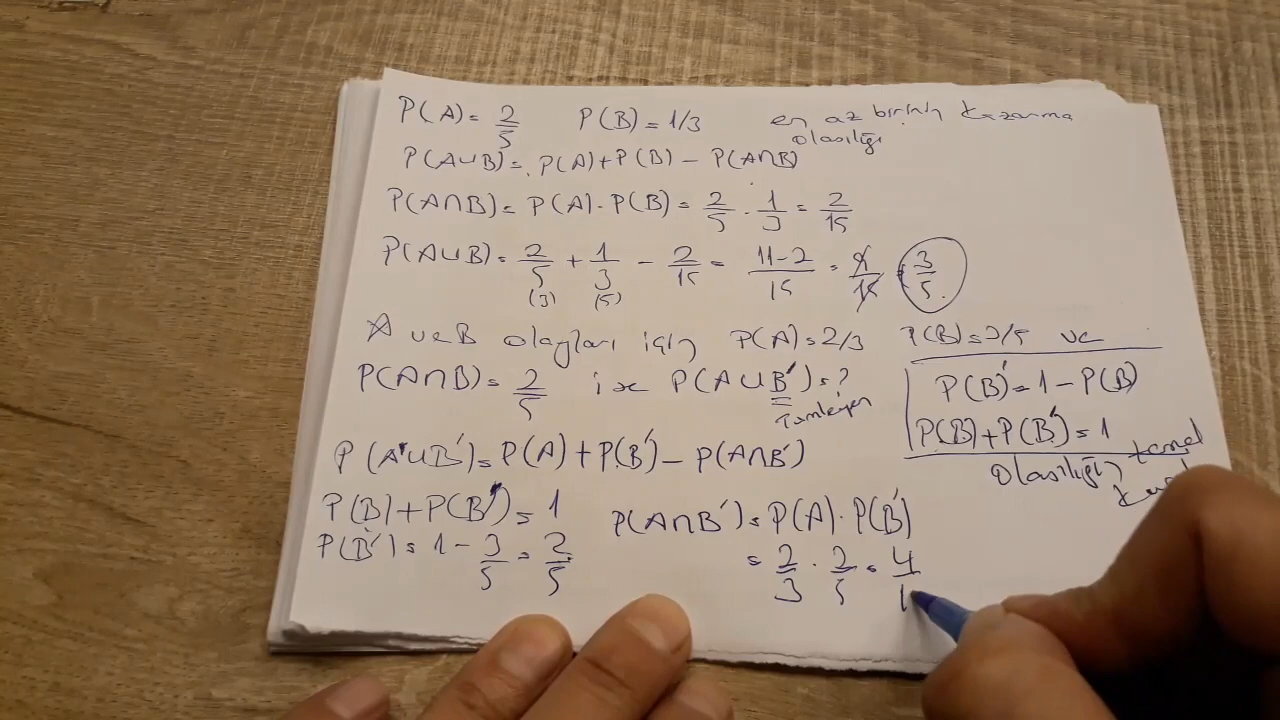 P(A)= 2/5 P(B)=1/3 en az birinin kazanma
olasılığı
P(A∪B)= P(A)+P(B)−P(A∩B)
P(A∩B)= P(A)·P(B)= 2/5 · 1/3 = 2/15
P(A∪B)= 2/5 + 1/3 − 2/15 = 11-2/15 = 9/15 = 3/5
(3) (5)
A ve B olayları için P(A)=2/3 P(B)=3/5 ve
P(A∩B)= 2/5 ise P(A∪B')=?
Tümleyen
P(B')=1−P(B)
P(B)+P(B')=1
Olasılığın temel
P(A∪B')=P(A)+P(B')−P(A∩B')
P(B)+P(B')=1
P(B')=1−3/5=2/5
P(A∩B')=P(A)·P(B')
= 2/3 · 2/5 = 4/1